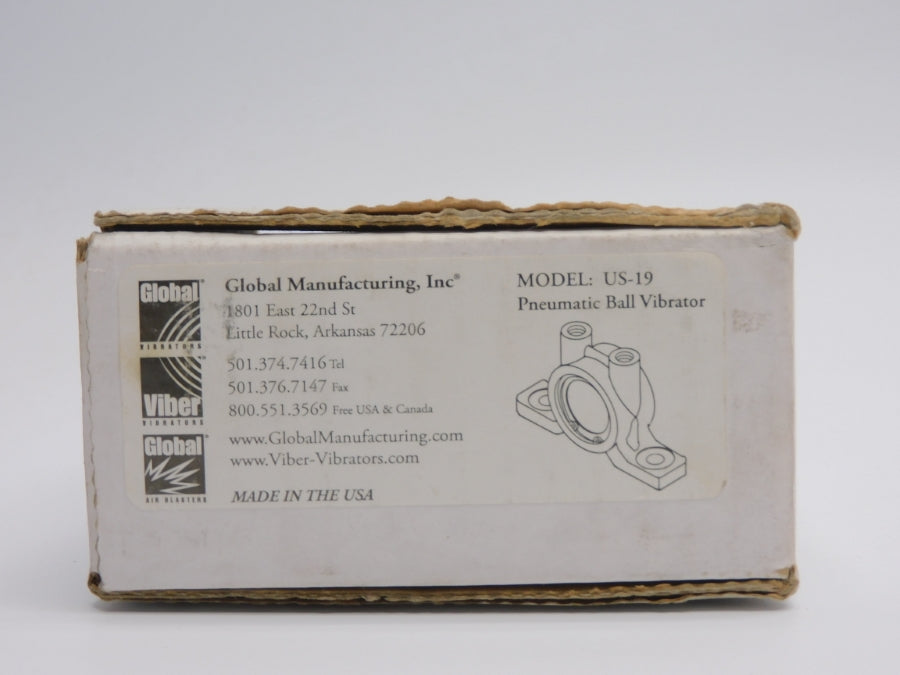 Global
VIBRATORS
Viber
VIBRATORS
Global
AIR BLASTERS
Global Manufacturing, Inc®
1801 East 22nd St
Little Rock, Arkansas 72206
501.374.7416 Tel
501.376.7147 Fax
800.551.3569 Free USA & Canada
www.GlobalManufacturing.com
www.Viber-Vibrators.com
MADE IN THE USA
MODEL: US-19
Pneumatic Ball Vibrator